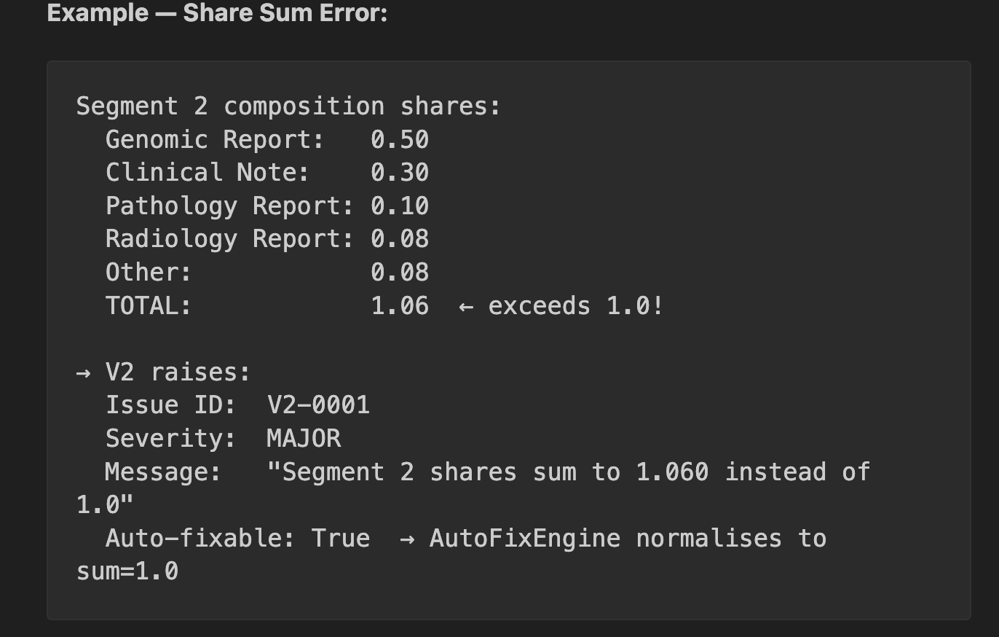 Example — Share Sum Error:
Segment 2 composition shares:
  Genomic Report:   0.50
  Clinical Note:    0.30
  Pathology Report: 0.10
  Radiology Report: 0.08
  Other:            0.08
  TOTAL:            1.06  ← exceeds 1.0!

→ V2 raises:
  Issue ID:  V2-0001
  Severity:  MAJOR
  Message:   "Segment 2 shares sum to 1.060 instead of
1.0"
  Auto-fixable: True  → AutoFixEngine normalises to
sum=1.0